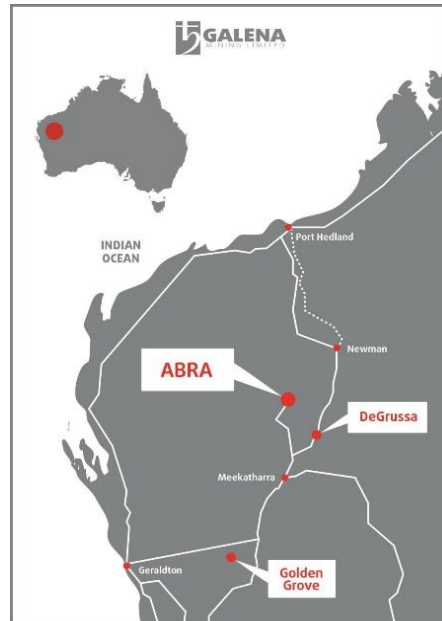 GALENA
MINING LIMITED
INDIAN
OCEAN
Port Hedland
Newman
ABRA
DeGrussa
Meekatharra
Geraldton
Golden
Grove